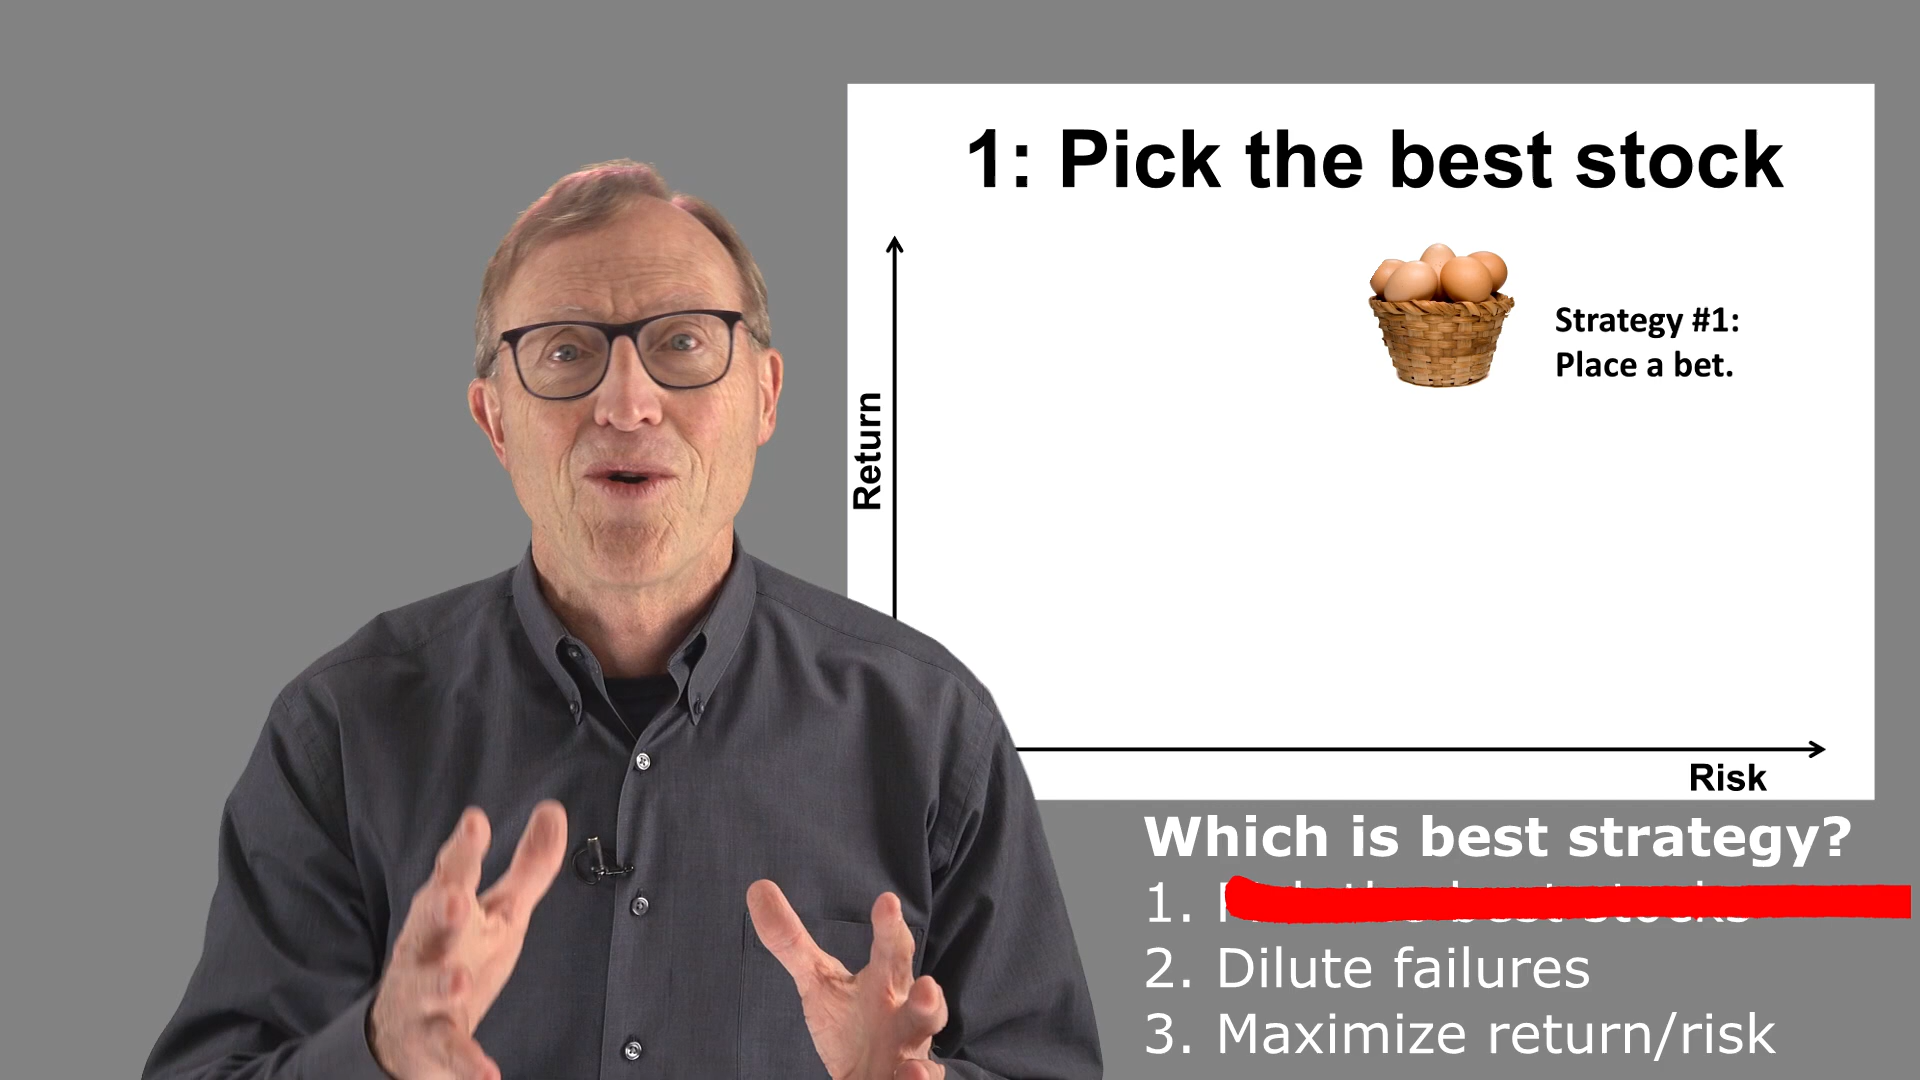 1: Pick the best stock
Strategy #1:
Place a bet.
Return
Risk
Which is best strategy?
1.
2. Dilute failures
3. Maximize return/risk